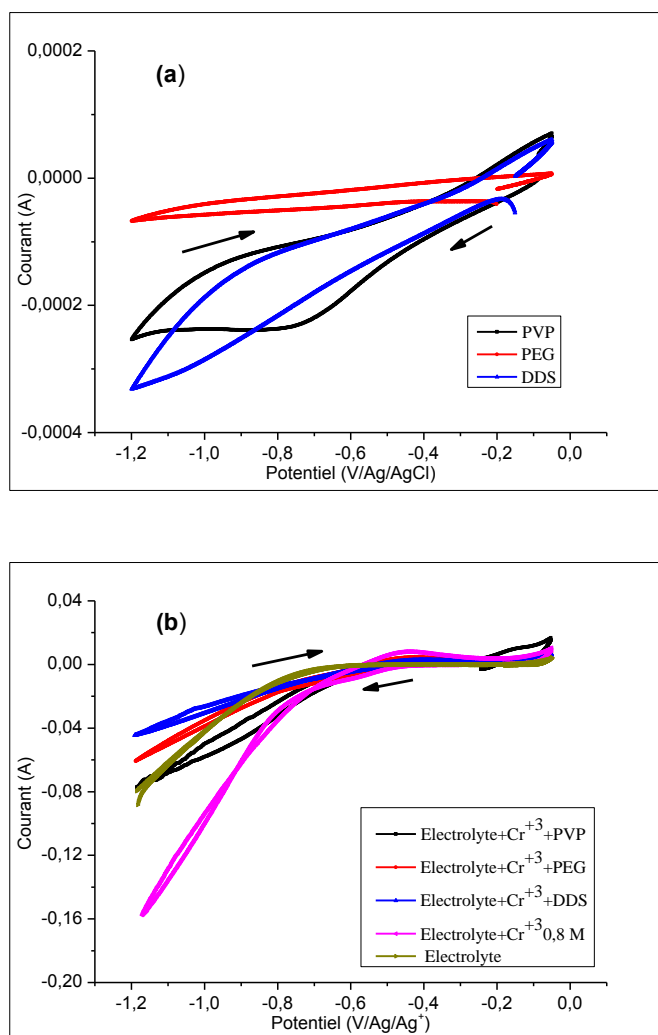 (a)
0,0002
0,0000
-0,0002
-0,0004
Courant (A)
PVP
PEG
DDS
-1,2 -1,0 -0,8 -0,6 -0,4 -0,2 0,0
Potentiel (V/Ag/AgCl)
(b)
0,04
0,00
-0,04
-0,08
-0,12
-0,16
-0,20
Courant (A)
Electrolyte+Cr⁺³+PVP
Electrolyte+Cr⁺³+PEG
Electrolyte+Cr⁺³+DDS
Electrolyte+Cr⁺³0,8 M
Electrolyte
-1,2 -1,0 -0,8 -0,6 -0,4 -0,2 0,0
Potentiel (V/Ag/Ag⁺)